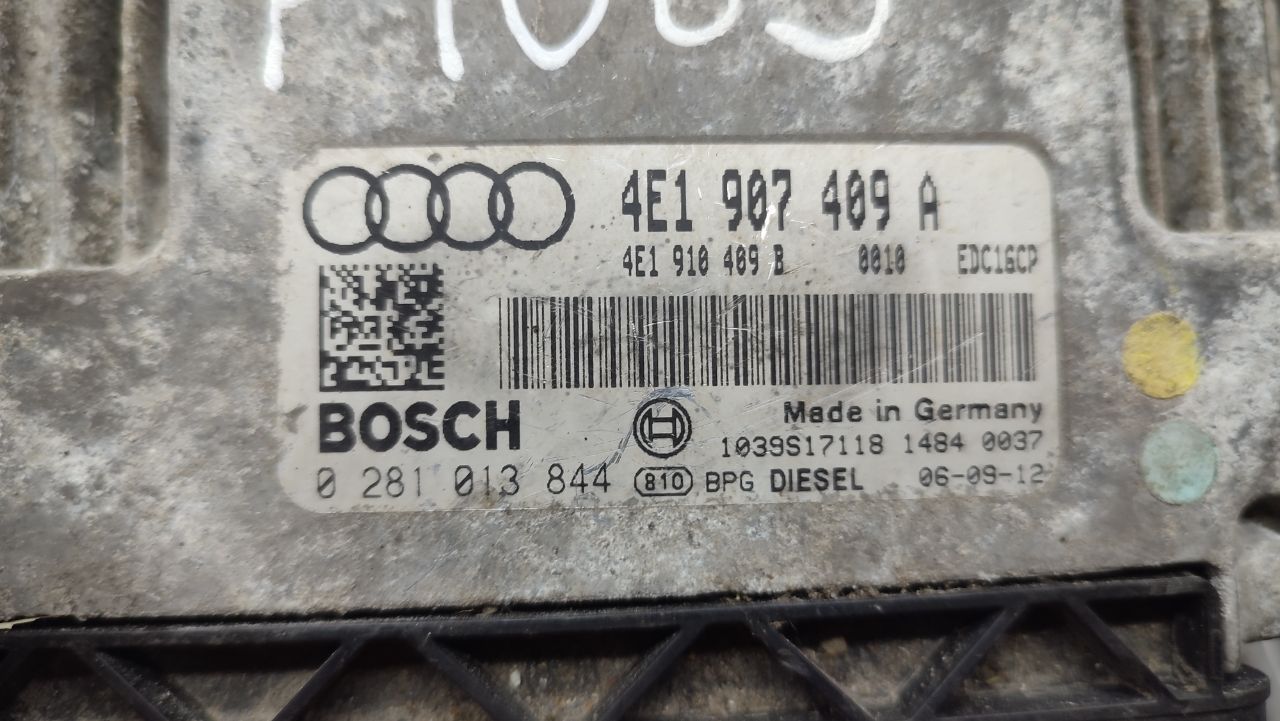 4E1 907 409 A
4E1 910 409 B 0010 EDC16CP
BOSCH
Made in Germany
1039S17118 1484 0037
0 281 013 844 810 BPG DIESEL 06-09-12